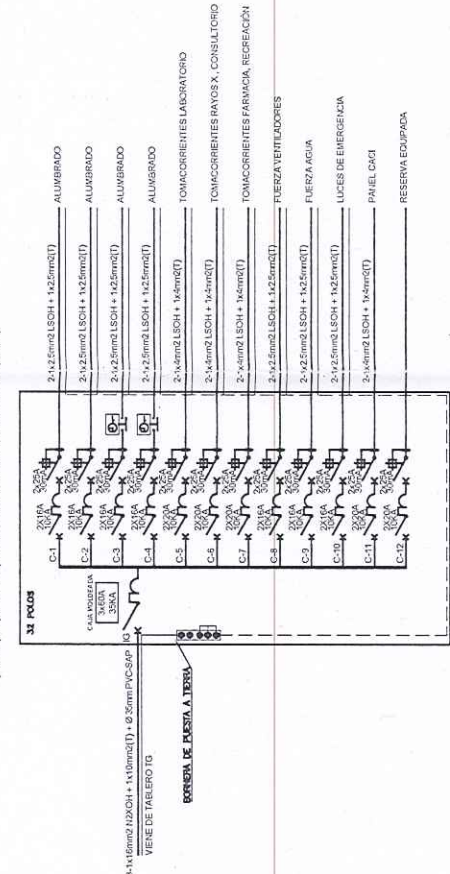 32 POLOS
CAJA MOLDEADA
3x60A
35KA
IG
3-1x16mm2 N2XOH + 1x10mm2(T) + Ø 35mm PVC-SAP
VIENE DE TABLERO TG
BORNERA DE PUESTA A TIERRA
C-1 2X16A 10KA 2x25A 30mA 2-1x2.5mm2 LSOH + 1x2.5mm2(T) ALUMBRADO
C-2 2X16A 10KA 2x25A 30mA 2-1x2.5mm2 LSOH + 1x2.5mm2(T) ALUMBRADO
C-3 2X16A 10KA 2x25A 30mA 2-1x2.5mm2 LSOH + 1x2.5mm2(T) ALUMBRADO
C-4 2X16A 10KA 2x25A 30mA 2-1x2.5mm2 LSOH + 1x2.5mm2(T) ALUMBRADO
C-5 2X20A 10KA 2x25A 30mA 2-1x4mm2 LSOH + 1x4mm2(T) TOMACORRIENTES LABORATORIO
C-6 2X20A 10KA 2x25A 30mA 2-1x4mm2 LSOH + 1x4mm2(T) TOMACORRIENTES RAYOS X , CONSULTORIO
C-7 2X20A 10KA 2x25A 30mA 2-1x4mm2 LSOH + 1x4mm2(T) TOMACORRIENTES FARMACIA, RECREACIÓN
C-8 2X16A 10KA 2x25A 30mA 2-1x2.5mm2 LSOH + 1x2.5mm2(T) FUERZA VENTILADORES
C-9 2X16A 10KA 2x25A 30mA 2-1x2.5mm2 LSOH + 1x2.5mm2(T) FUERZA AGUA
C-10 2X16A 10KA 2x25A 30mA 2-1x2.5mm2 LSOH + 1x2.5mm2(T) LUCES DE EMERGENCIA
C-11 2X20A 10KA 2x25A 30mA 2-1x4mm2 LSOH + 1x4mm2(T) PANEL CACI
C-12 2X20A 10KA 2x25A 30mA RESERVA EQUIPADA